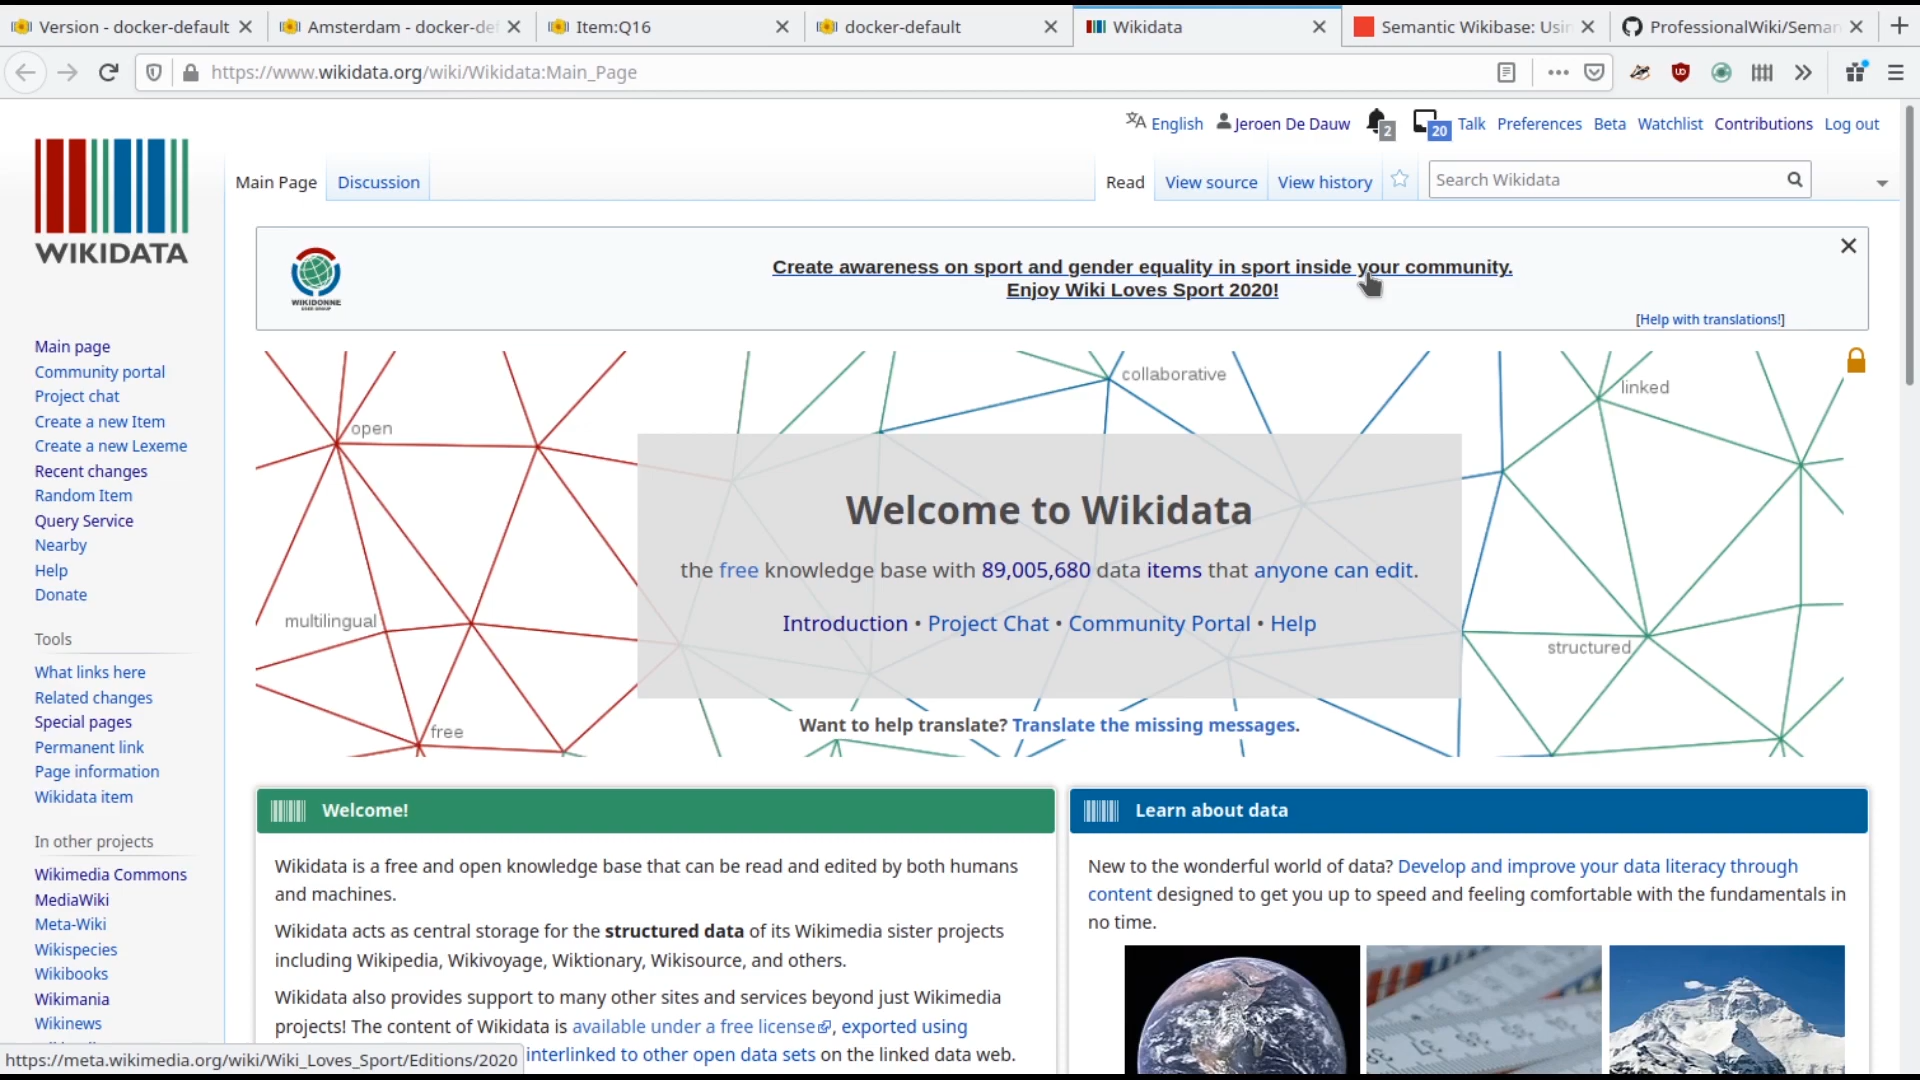 Version - docker-default
Amsterdam - docker-def
Item:Q16
docker-default
Wikidata
Semantic Wikibase: Usin
ProfessionalWiki/Seman
https://www.wikidata.org/wiki/Wikidata:Main_Page
English Jeroen De Dauw 2 20 Talk Preferences Beta Watchlist Contributions Log out
WIKIDATA
Main Page Discussion Read View source View history Search Wikidata
WIKIDONNE
USER GROUP
Create awareness on sport and gender equality in sport inside your community.
Enjoy Wiki Loves Sport 2020!
[Help with translations!]
Main page
Community portal
Project chat
Create a new Item
Create a new Lexeme
Recent changes
Random Item
Query Service
Nearby
Help
Donate
Tools
What links here
Related changes
Special pages
Permanent link
Page information
Wikidata item
In other projects
Wikimedia Commons
MediaWiki
Meta-Wiki
Wikispecies
Wikibooks
Wikimania
Wikinews
collaborative
linked
open
multilingual
structured
free
Welcome to Wikidata
the free knowledge base with 89,005,680 data items that anyone can edit.
Introduction • Project Chat • Community Portal • Help
Want to help translate? Translate the missing messages.
Welcome!
Wikidata is a free and open knowledge base that can be read and edited by both humans
and machines.
Wikidata acts as central storage for the structured data of its Wikimedia sister projects
including Wikipedia, Wikivoyage, Wiktionary, Wikisource, and others.
Wikidata also provides support to many other sites and services beyond just Wikimedia
projects! The content of Wikidata is available under a free license, exported using
interlinked to other open data sets on the linked data web.
Learn about data
New to the wonderful world of data? Develop and improve your data literacy through
content designed to get you up to speed and feeling comfortable with the fundamentals in
no time.
https://meta.wikimedia.org/wiki/Wiki_Loves_Sport/Editions/2020